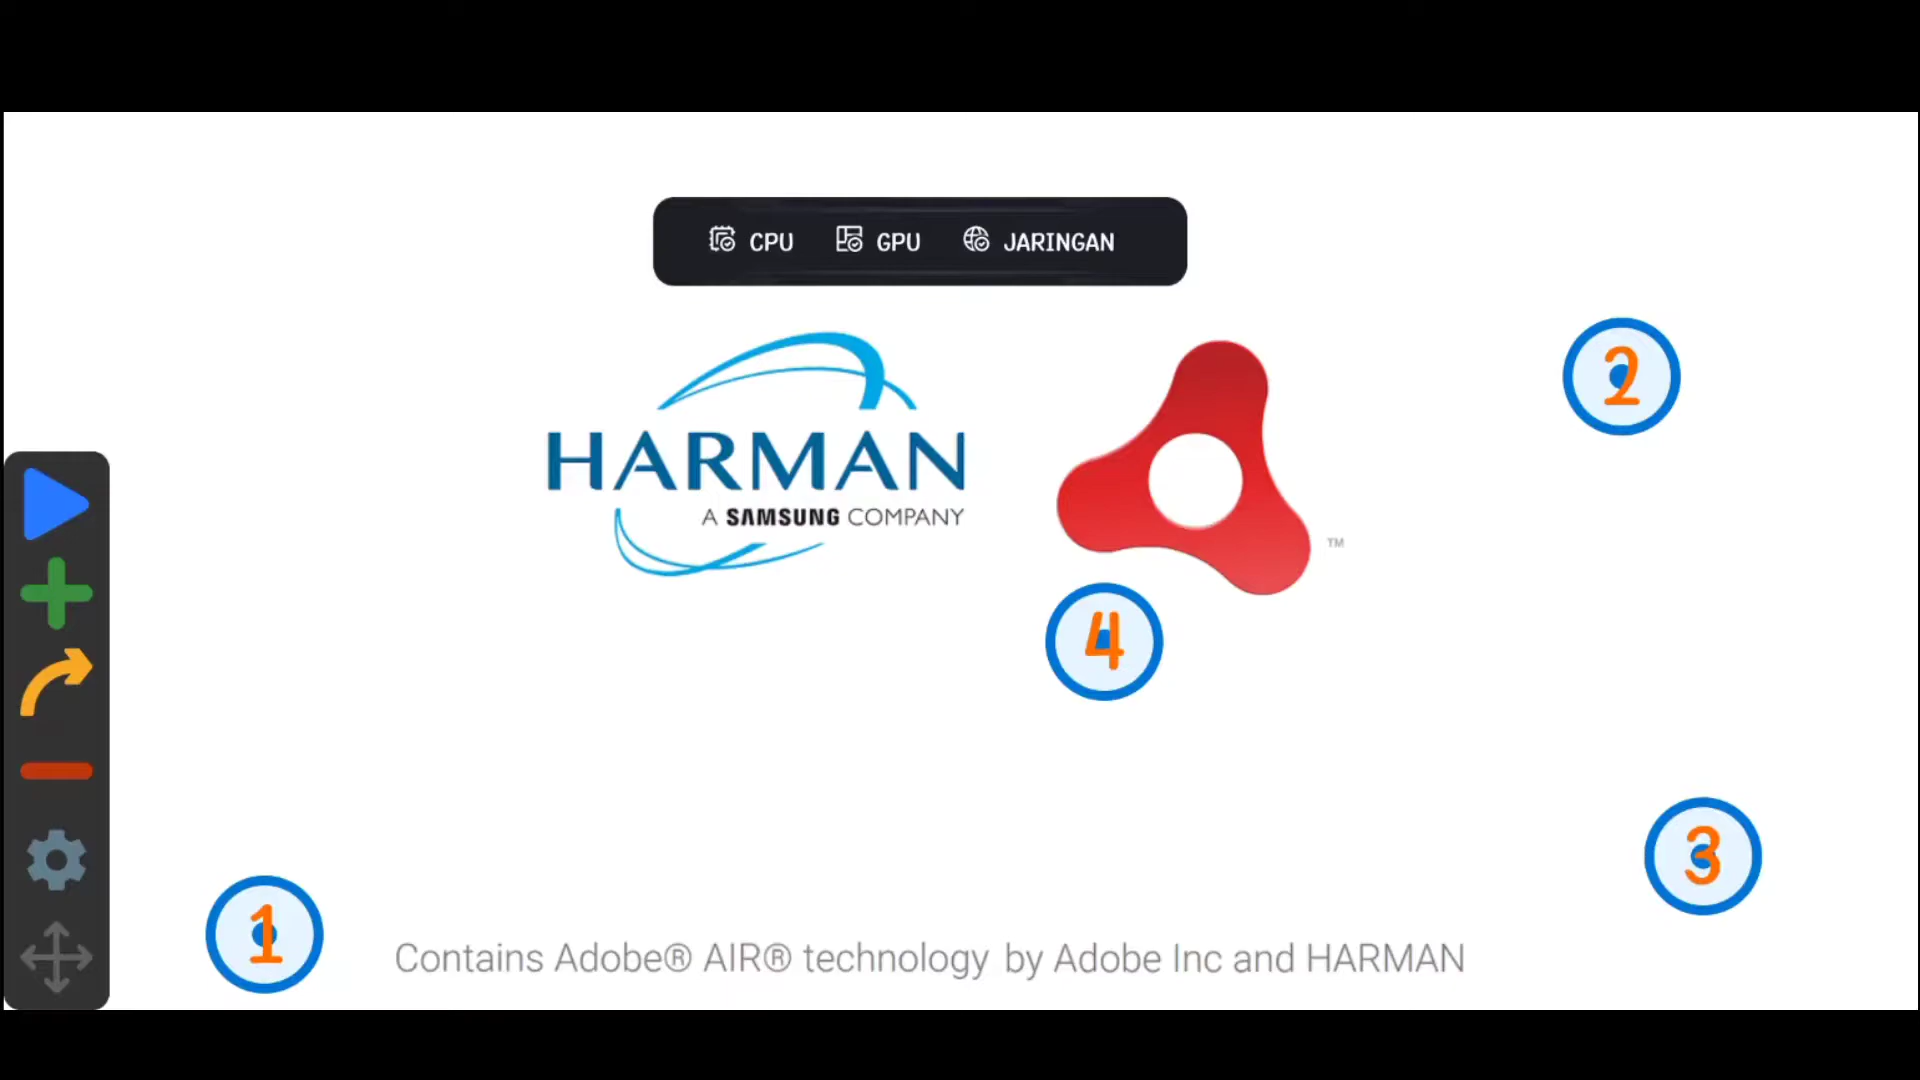 CPU GPU JARINGAN
HARMAN
A SAMSUNG COMPANY
TM
2
4
3
1
Contains Adobe® AIR® technology by Adobe Inc and HARMAN